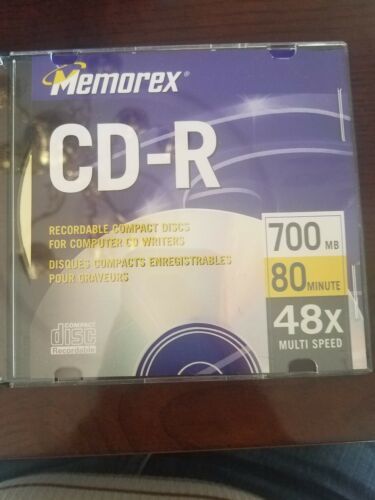 Memorex®
CD-R
RECORDABLE COMPACT DISCS
FOR COMPUTER CD WRITERS
DISQUES COMPACTS ENREGISTRABLES
POUR GRAVEURS
700 MB
80 MINUTE
48X
MULTI SPEED
COMPACT
disc
Recordable